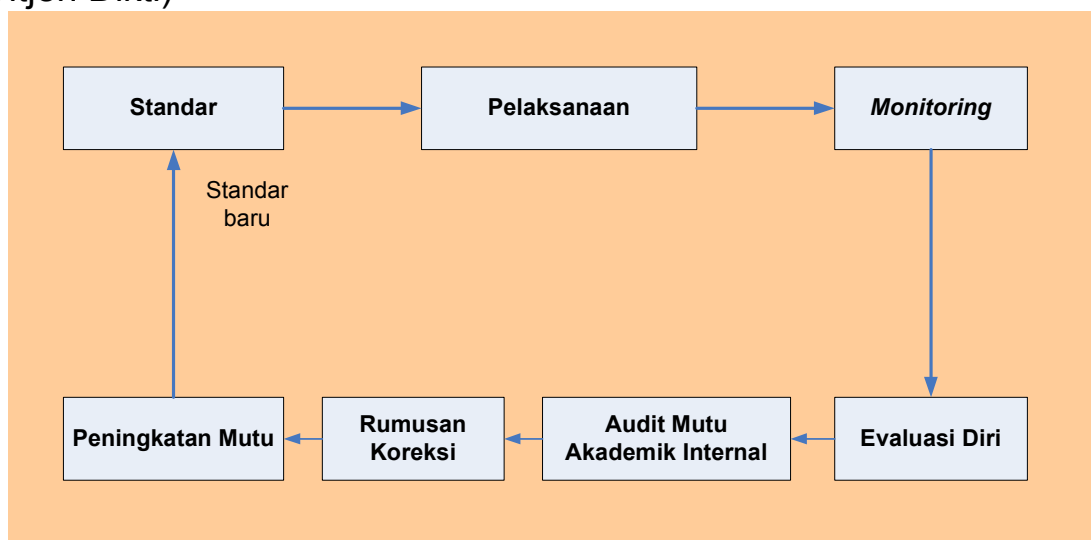 Standar
Pelaksanaan
Monitoring
Standar
baru
Peningkatan Mutu
Rumusan
Koreksi
Audit Mutu
Akademik Internal
Evaluasi Diri